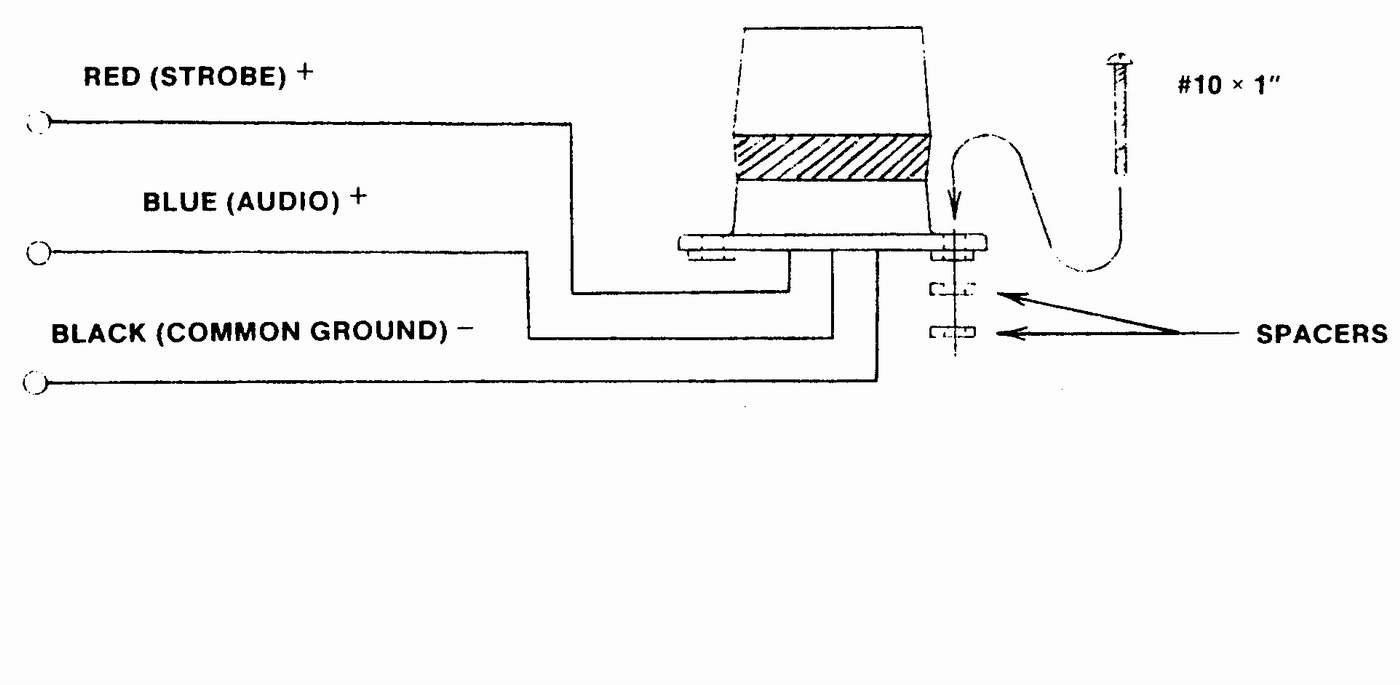 RED (STROBE) +
#10 × 1"
BLUE (AUDIO) +
BLACK (COMMON GROUND) −
SPACERS